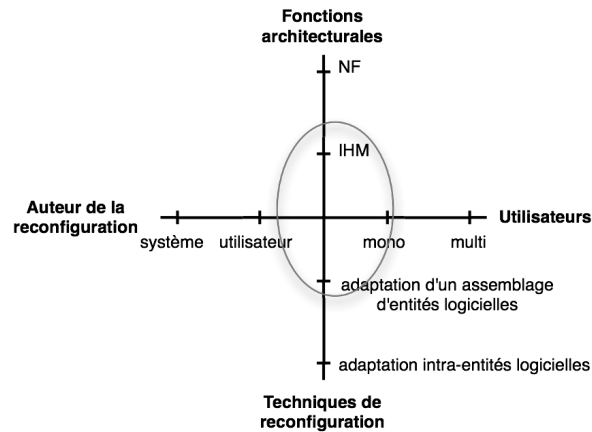 Fonctions
architecturales
NF
IHM
Auteur de la
reconfiguration
Utilisateurs
système
utilisateur
mono
multi
adaptation d'un assemblage
d'entités logicielles
adaptation intra-entités logicielles
Techniques de
reconfiguration